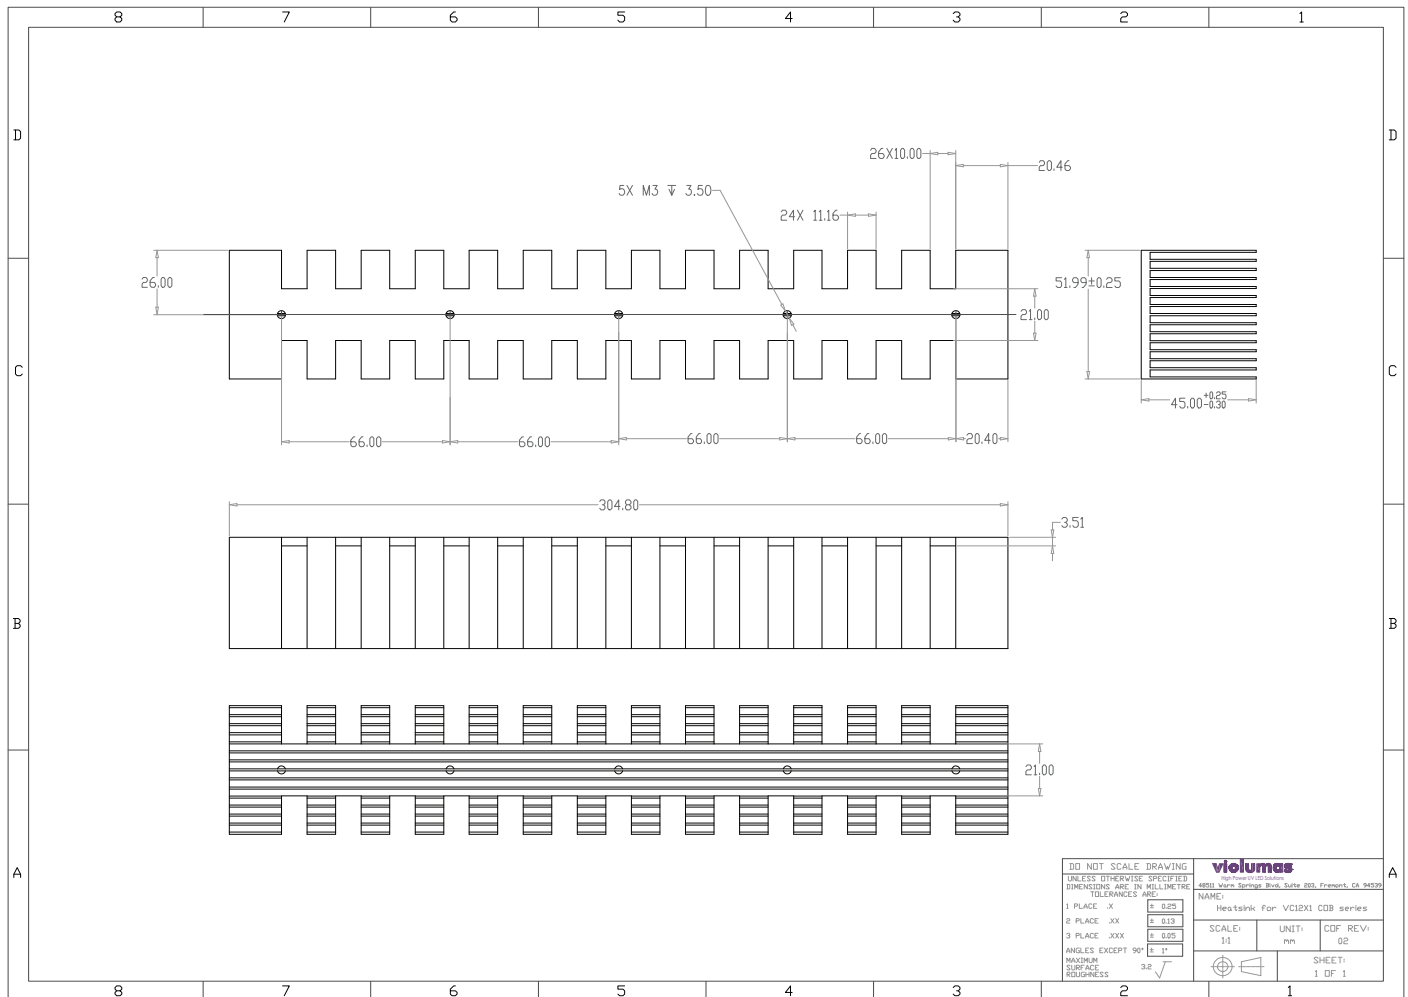 8 7 6 5 4 3 2 1
D D
26X10.00
20.46
5X M3 ↧ 3.50
24X 11.16
26.00
51.99±0.25
21.00
C C
45.00 +0.25 -0.30
66.00 66.00 66.00 66.00 20.40
304.80
3.51
B B
21.00
A A
DO NOT SCALE DRAWING
UNLESS OTHERWISE SPECIFIED
DIMENSIONS ARE IN MILLIMETRE
TOLERANCES ARE:
1 PLACE .X ± 0.25
2 PLACE .XX ± 0.13
3 PLACE .XXX ± 0.05
ANGLES EXCEPT 90° ± 1°
MAXIMUM
SURFACE
ROUGHNESS
3.2
violumas
High Power UV LED Solutions
48511 Warm Springs Blvd, Suite 203, Fremont, CA 94539
NAME:
Heatsink for VC12X1 COB series
SCALE: UNIT: COF REV:
1:1 mm 02
SHEET:
1 OF 1
8 7 6 5 4 3 2 1